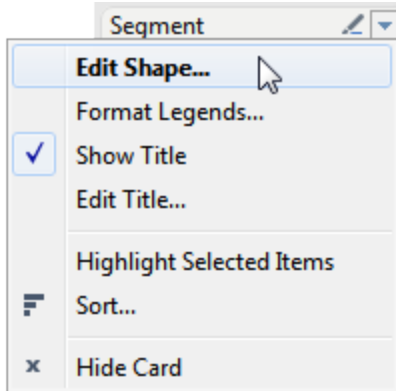 Segment
Edit Shape...
Format Legends...
Show Title
Edit Title...
Highlight Selected Items
Sort...
Hide Card